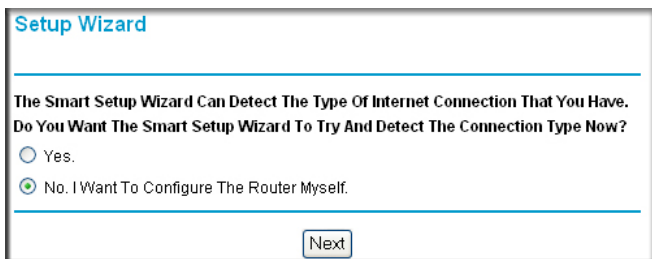 Setup Wizard
The Smart Setup Wizard Can Detect The Type Of Internet Connection That You Have.
Do You Want The Smart Setup Wizard To Try And Detect The Connection Type Now?
Yes.
No. I Want To Configure The Router Myself.
Next